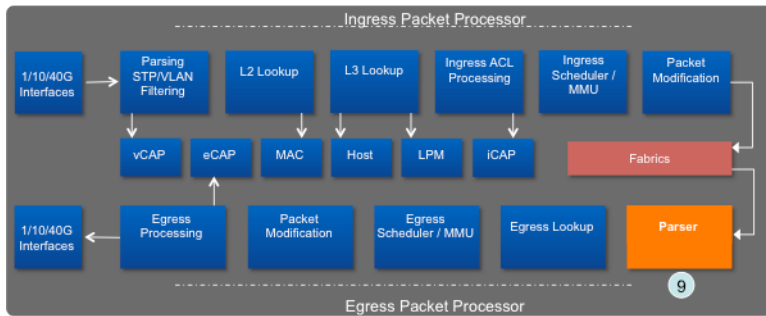 Ingress Packet Processor
1/10/40G
Interfaces
Parsing
STP/VLAN
Filtering
L2 Lookup
L3 Lookup
Ingress ACL
Processing
Ingress
Scheduler /
MMU
Packet
Modification
vCAP
eCAP
MAC
Host
LPM
iCAP
Fabrics
1/10/40G
Interfaces
Egress
Processing
Packet
Modification
Egress
Scheduler / MMU
Egress Lookup
Parser
9
Egress Packet Processor